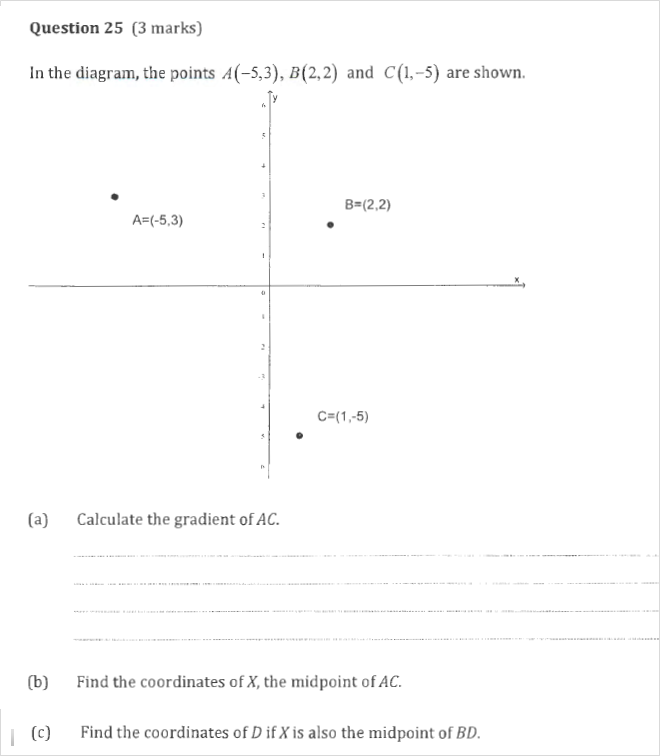 Question 25 (3 marks)
In the diagram, the points A(−5,3), B(2,2) and C(1,−5) are shown.
y
6
5
4
3
B=(2,2)
A=(-5,3)
2
1
x
0
1
2
-3
4
C=(1,-5)
5
6
(a) Calculate the gradient of AC.
(b) Find the coordinates of X, the midpoint of AC.
(c) Find the coordinates of D if X is also the midpoint of BD.